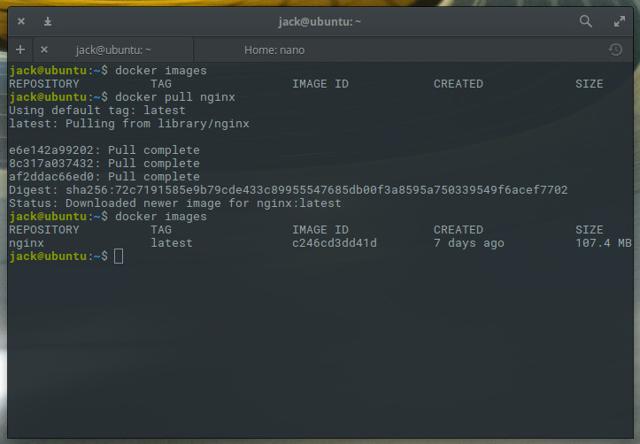 jack@ubuntu: ~
jack@ubuntu: ~ Home: nano
jack@ubuntu:~$ docker images
REPOSITORY TAG IMAGE ID CREATED SIZE
jack@ubuntu:~$ docker pull nginx
Using default tag: latest
latest: Pulling from library/nginx
e6e142a99202: Pull complete
8c317a037432: Pull complete
af2ddac66ed0: Pull complete
Digest: sha256:72c7191585e9b79cde433c89955547685db00f3a8595a750339549f6acef7702
Status: Downloaded newer image for nginx:latest
jack@ubuntu:~$ docker images
REPOSITORY TAG IMAGE ID CREATED SIZE
nginx latest c246cd3dd41d 7 days ago 107.4 MB
jack@ubuntu:~$